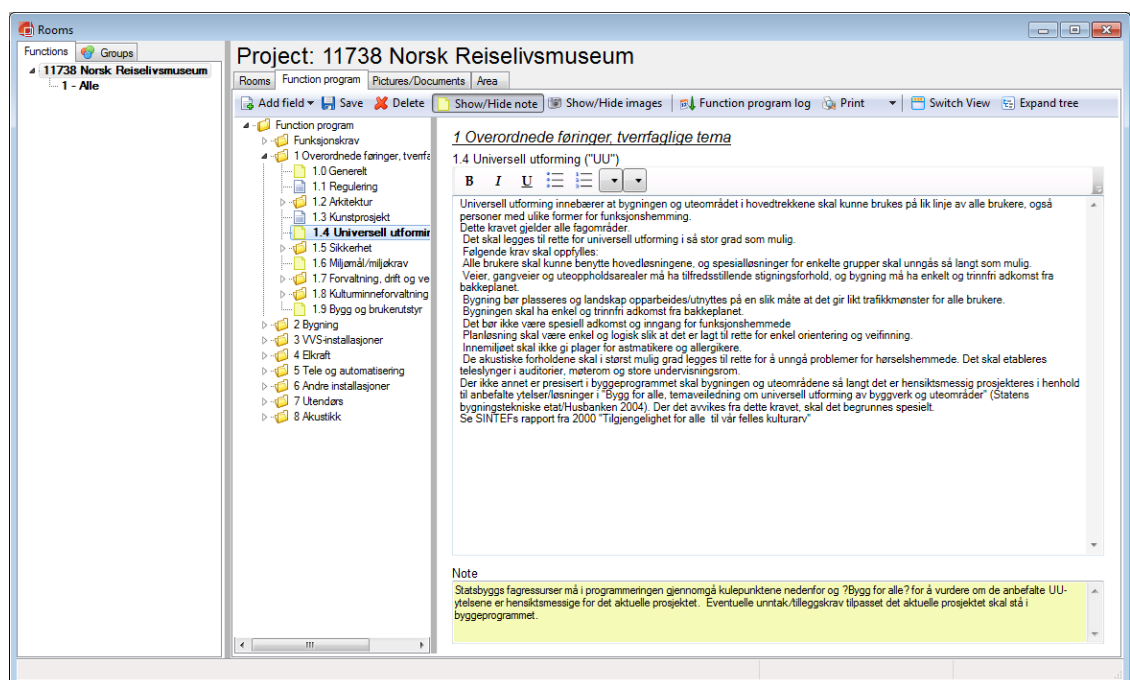 Rooms
Functions Groups
11738 Norsk Reiselivsmuseum
1 - Alle
Project: 11738 Norsk Reiselivsmuseum
Rooms Function program Pictures/Documents Area
Add field Save Delete Show/Hide note Show/Hide images Function program log Print Switch View Expand tree
Function program
Funksjonskrav
1 Overordnede føringer, tverrfa
1.0 Generelt
1.1 Regulering
1.2 Arkitektur
1.3 Kunstprosjekt
1.4 Universell utformir
1.5 Sikkerhet
1.6 Miljømål/miljøkrav
1.7 Forvaltning, drift og ve
1.8 Kulturminneforvaltning
1.9 Bygg og brukerutstyr
2 Bygning
3 VVS-installasjoner
4 Elkraft
5 Tele og automatisering
6 Andre installasjoner
7 Utendørs
8 Akustikk
1 Overordnede føringer, tverrfaglige tema
1.4 Universell utforming ("UU")
B I U
Universell utforming innebærer at bygningen og uteområdet i hovedtrekkene skal kunne brukes på lik linje av alle brukere, også
personer med ulike former for funksjonshemming.
Dette kravet gjelder alle fagområder.
Det skal legges til rette for universell utforming i så stor grad som mulig.
Følgende krav skal oppfylles:
Alle brukere skal kunne benytte hovedløsningene, og spesialløsninger for enkelte grupper skal unngås så langt som mulig.
Veier, gangveier og uteoppholdsarealer må ha tilfredsstillende stigningsforhold, og bygning må ha enkelt og trinnfri adkomst fra
bakkeplanet.
Bygning bør plasseres og landskap opparbeides/utnyttes på en slik måte at det gir likt trafikkmønster for alle brukere.
Bygningen skal ha enkel og trinnfri adkomst fra bakkeplanet.
Det bør ikke være spesiell adkomst og inngang for funksjonshemmede
Planløsning skal være enkel og logisk slik at det er lagt til rette for enkel orientering og veifinning.
Innemiljøet skal ikke gi plager for astmatikere og allergikere.
De akustiske forholdene skal i størst mulig grad legges til rette for å unngå problemer for hørselshemmede. Det skal etableres
teleslynger i auditorier, møterom og store undervisningsrom.
Der ikke annet er presisert i byggeprogrammet skal bygningen og uteområdene så langt det er hensiktsmessig prosjekteres i henhold
til anbefalte ytelser/løsninger i "Bygg for alle, temaveiledning om universell utforming av byggverk og uteområder" (Statens
bygningstekniske etat/Husbanken 2004). Der det avvikes fra dette kravet, skal det begrunnes spesielt.
Se SINTEFs rapport fra 2000 "Tilgjengelighet for alle til vår felles kulturarv"
Note
Statsbyggs fagressurser må i programmeringen gjennomgå kulepunktene nedenfor og ?Bygg for alle? for å vurdere om de anbefalte UU-
ytelsene er hensiktsmessige for det aktuelle prosjektet. Eventuelle unntak/tilleggskrav tilpasset det aktuelle prosjektet skal stå i
byggeprogrammet.